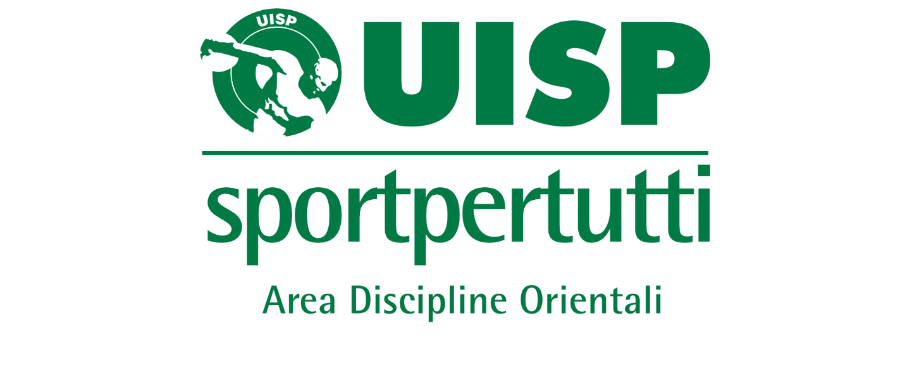 UISP
UISP
sportpertutti
Area Discipline Orientali